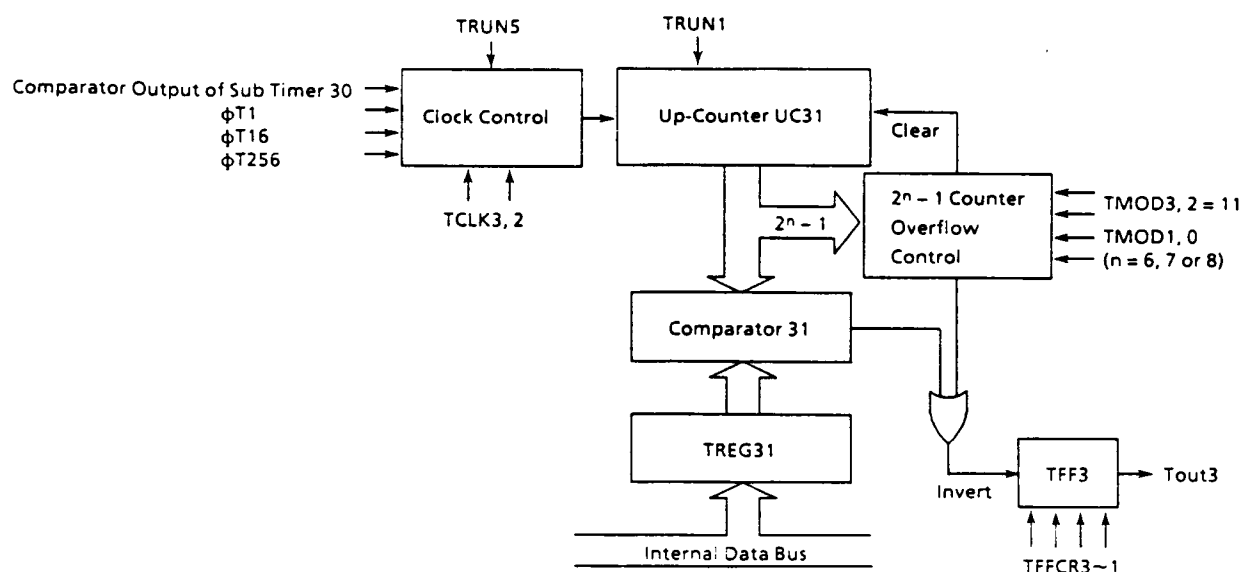 TRUN5
TRUN1
Comparator Output of Sub Timer 30
ϕT1
ϕT16
ϕT256
Clock Control
Up-Counter UC31
Clear
TCLK3, 2
2ⁿ – 1
2ⁿ – 1 Counter
Overflow
Control
TMOD3, 2 = 11
TMOD1, 0
(n = 6, 7 or 8)
Comparator 31
TREG31
Invert
TFF3
Tout3
Internal Data Bus
TFFCR3~1